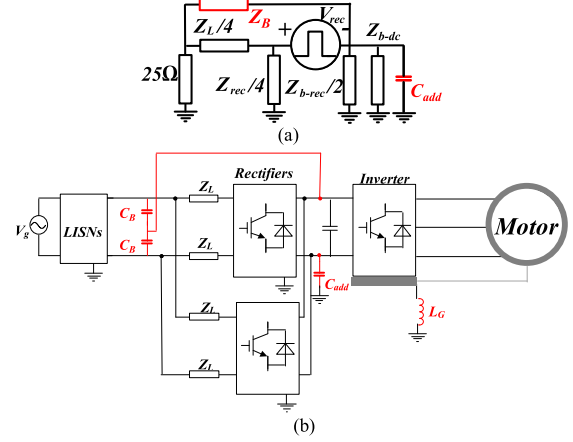 Z_B
V_rec
Z_L/4
+
-
Z_b-dc
25Ω
Z_rec/4
Z_b-rec/2
C_add
(a)
Rectifiers
Inverter
Z_L
C_B
V_g
LISNs
C_B
Z_L
Motor
C_add
L_G
Z_L
Z_L
(b)